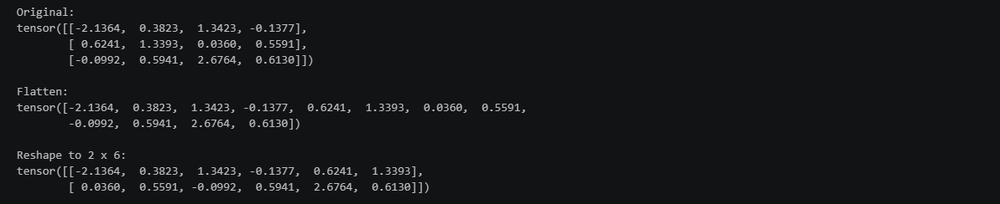 Original:
tensor([[-2.1364,  0.3823,  1.3423, -0.1377],
        [ 0.6241,  1.3393,  0.0360,  0.5591],
        [-0.0992,  0.5941,  2.6764,  0.6130]])

Flatten:
tensor([-2.1364,  0.3823,  1.3423, -0.1377,  0.6241,  1.3393,  0.0360,  0.5591,
        -0.0992,  0.5941,  2.6764,  0.6130])

Reshape to 2 x 6:
tensor([[-2.1364,  0.3823,  1.3423, -0.1377,  0.6241,  1.3393],
        [ 0.0360,  0.5591, -0.0992,  0.5941,  2.6764,  0.6130]])